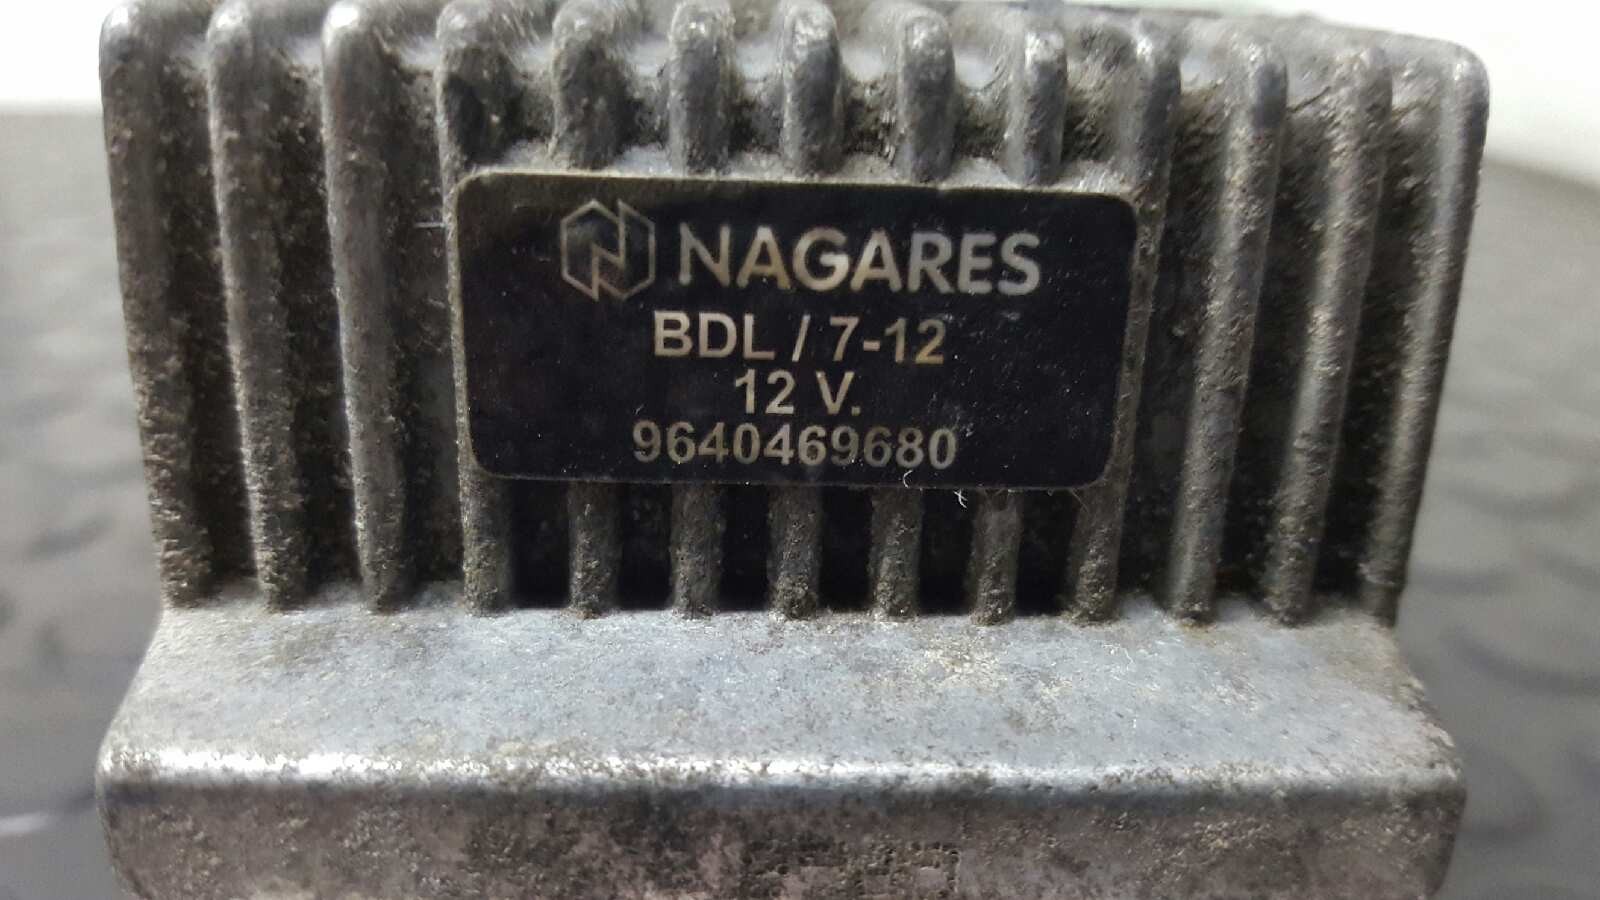 NAGARES
BDL / 7-12
12 V.
9640469680